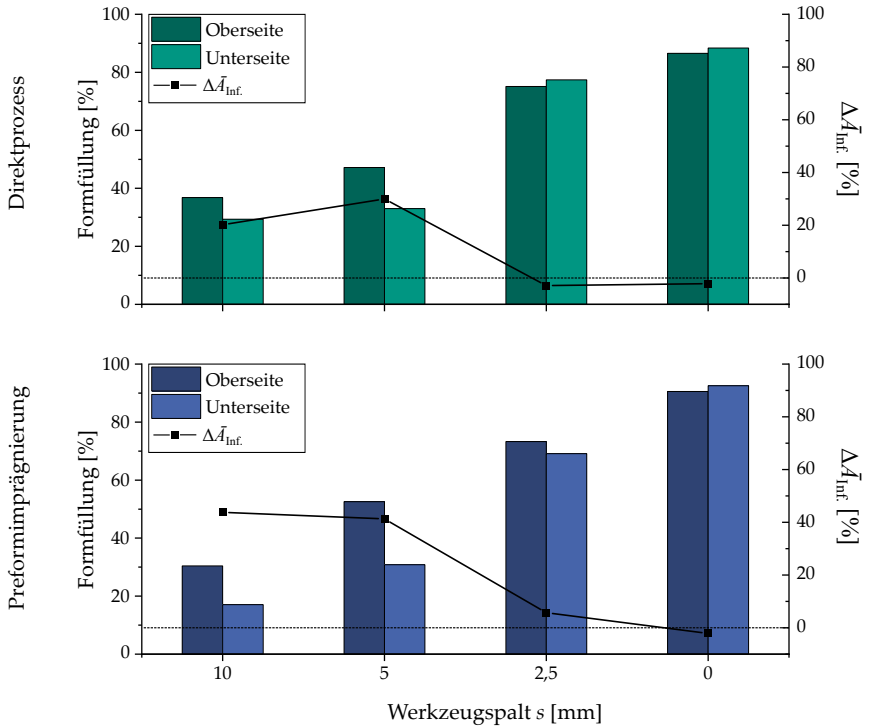 Direktprozess
Formfüllung [%]
100
80
60
40
20
0
Oberseite
Unterseite
ΔĀInf.
100
80
60
40
20
0
ΔĀInf. [%]
Preformimprägnierung
Formfüllung [%]
100
80
60
40
20
0
Oberseite
Unterseite
ΔĀInf.
100
80
60
40
20
0
ΔĀInf. [%]
10 5 2,5 0
Werkzeugspalt s [mm]